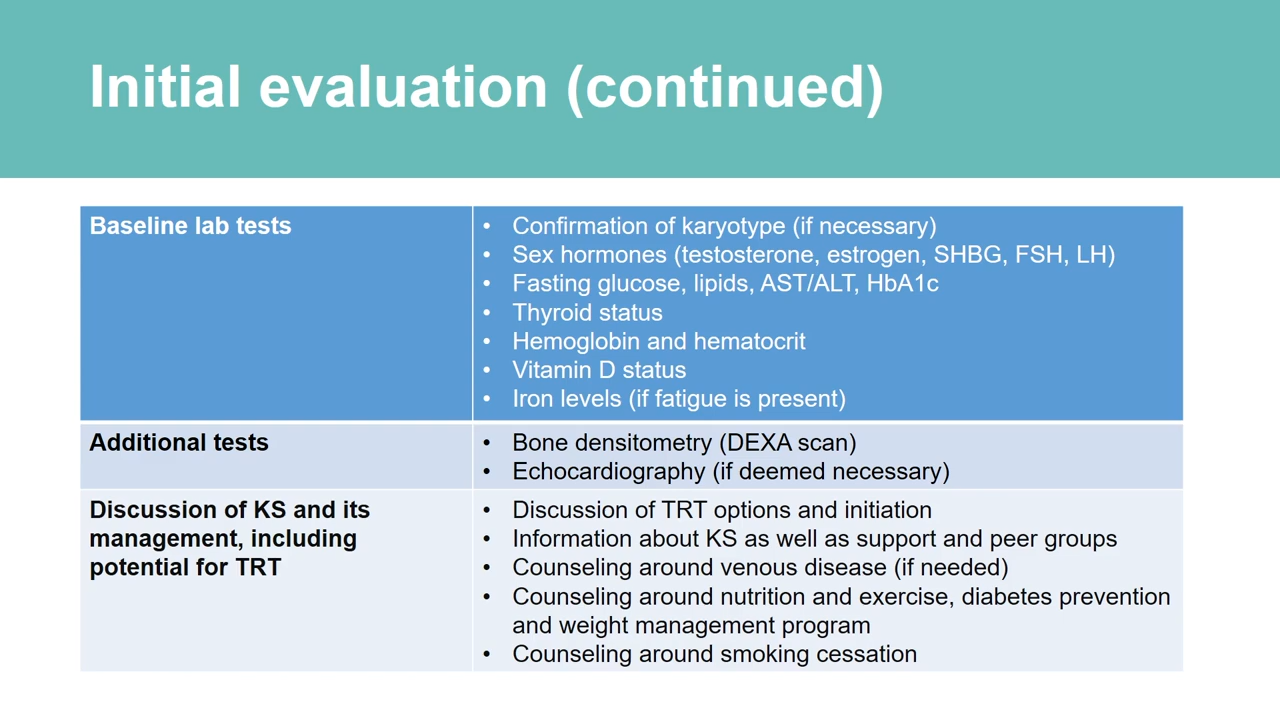 Initial evaluation (continued)
Baseline lab tests
• Confirmation of karyotype (if necessary)
• Sex hormones (testosterone, estrogen, SHBG, FSH, LH)
• Fasting glucose, lipids, AST/ALT, HbA1c
• Thyroid status
• Hemoglobin and hematocrit
• Vitamin D status
• Iron levels (if fatigue is present)
Additional tests
• Bone densitometry (DEXA scan)
• Echocardiography (if deemed necessary)
Discussion of KS and its
management, including
potential for TRT
• Discussion of TRT options and initiation
• Information about KS as well as support and peer groups
• Counseling around venous disease (if needed)
• Counseling around nutrition and exercise, diabetes prevention
and weight management program
• Counseling around smoking cessation